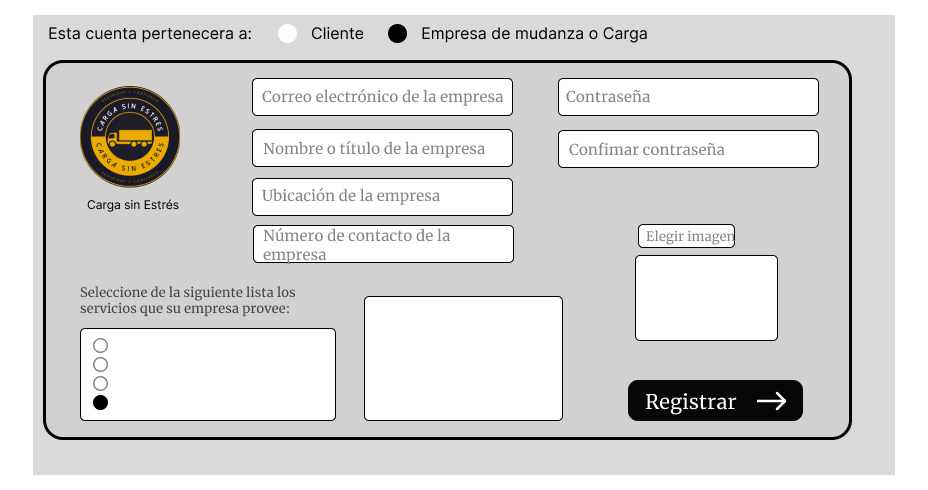 Esta cuenta pertenecera a:
Cliente
Empresa de mudanza o Carga
CARGA SIN ESTRÉS
CARGA SIN ESTRÉS
Carga sin Estrés
Correo electrónico de la empresa
Contraseña
Nombre o título de la empresa
Confimar contraseña
Ubicación de la empresa
Número de contacto de la
empresa
Elegir imagen
Seleccione de la siguiente lista los
servicios que su empresa provee:
Registrar